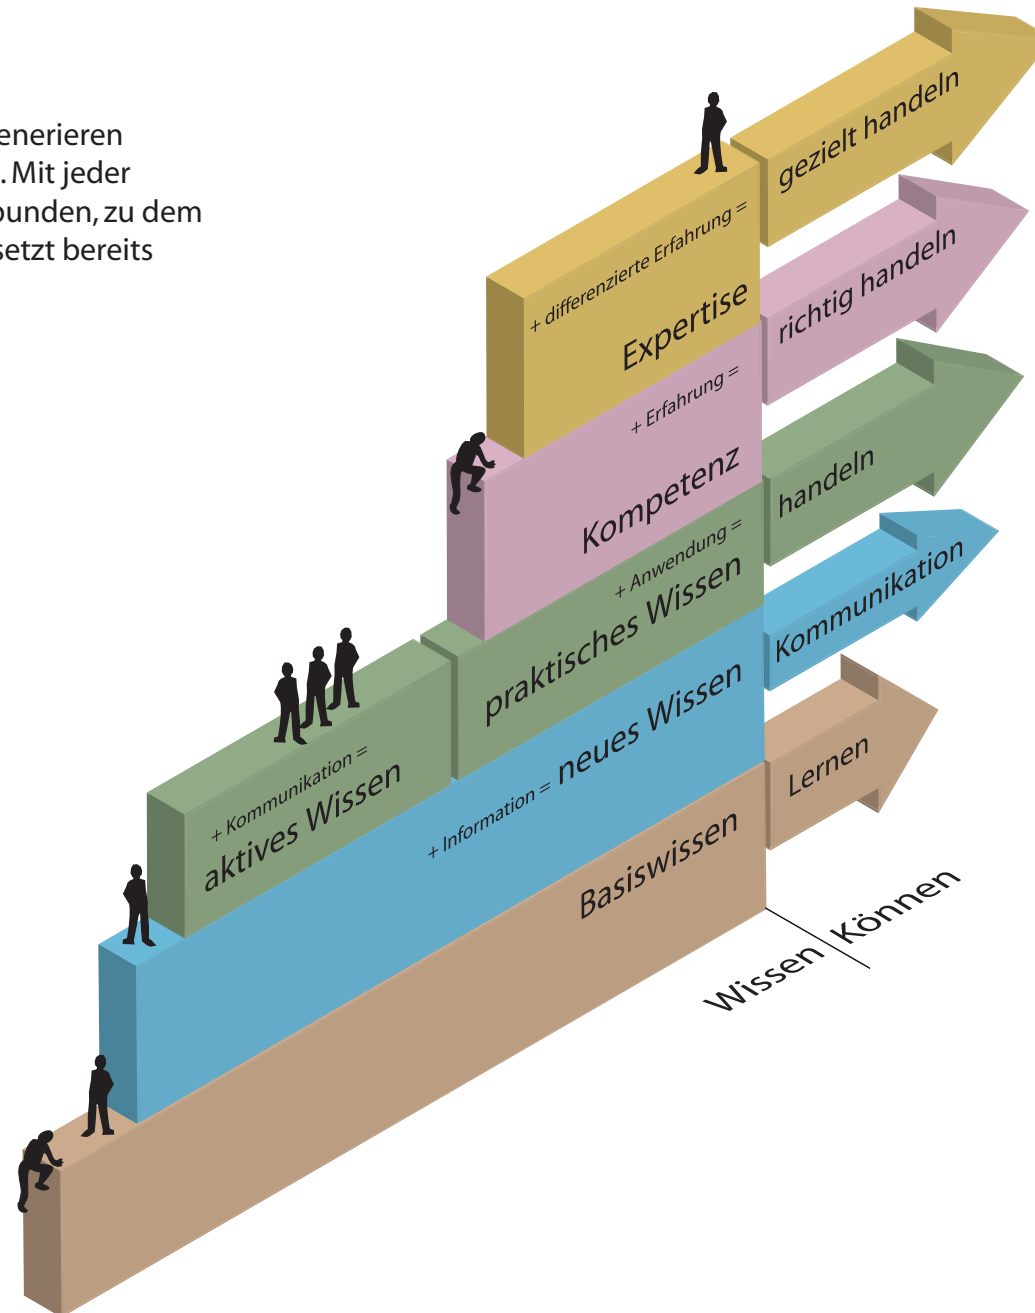 enerieren
. Mit jeder
bunden, zu dem
setzt bereits
gezielt handeln
+ differenzierte Erfahrung =
Expertise
richtig handeln
+ Erfahrung =
Kompetenz
handeln
+ Anwendung =
praktisches Wissen
Kommunikation
+ Kommunikation =
aktives Wissen
+ Information = neues Wissen
Lernen
Basiswissen
Wissen
Können